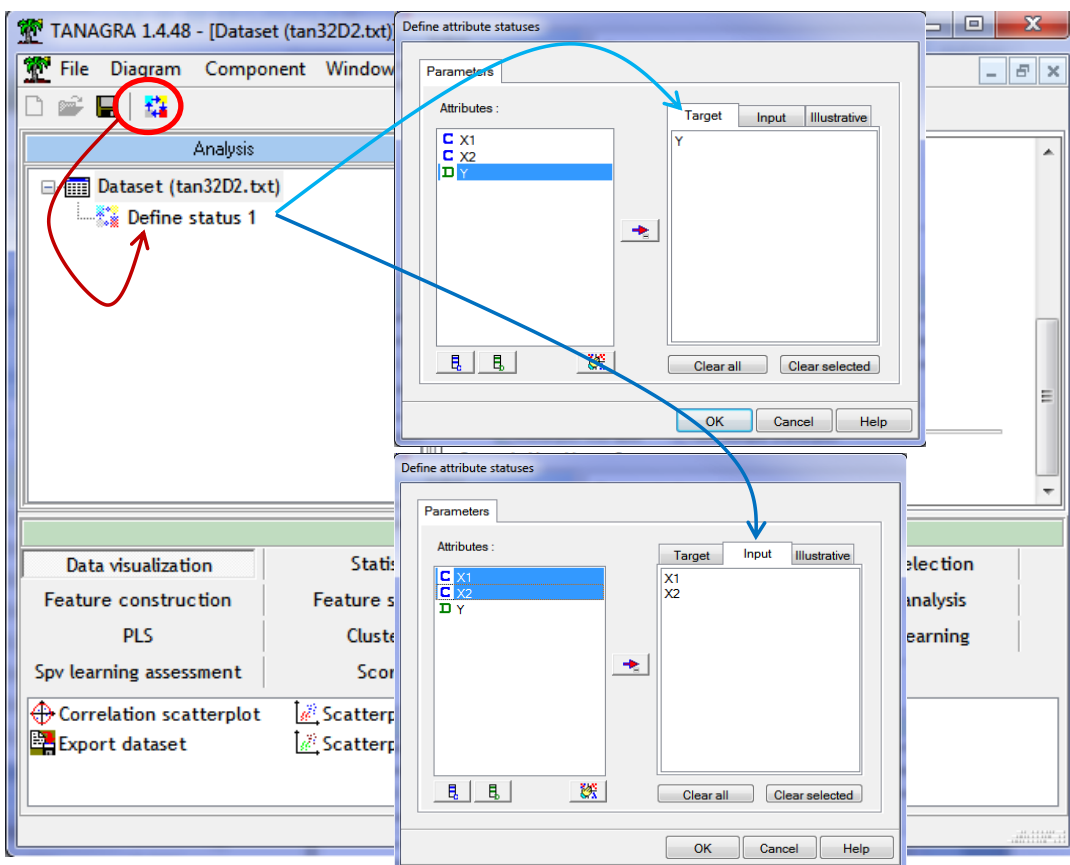 TANAGRA 1.4.48 - [Dataset (tan32D2.txt)
File Diagram Component Window
Analysis
Dataset (tan32D2.txt)
Define status 1
Define attribute statuses
Parameters
Attributes :
C X1
C X2
D Y
Target Input Illustrative
Y
Clear all Clear selected
OK Cancel Help
Define attribute statuses
Parameters
Attributes :
C X1
C X2
D Y
Target Input Illustrative
X1
X2
Clear all Clear selected
OK Cancel Help
Data visualization Statis election
Feature construction Feature s analysis
PLS Cluste earning
Spv learning assessment Scor
Correlation scatterplot Scatterp
Export dataset Scatterp